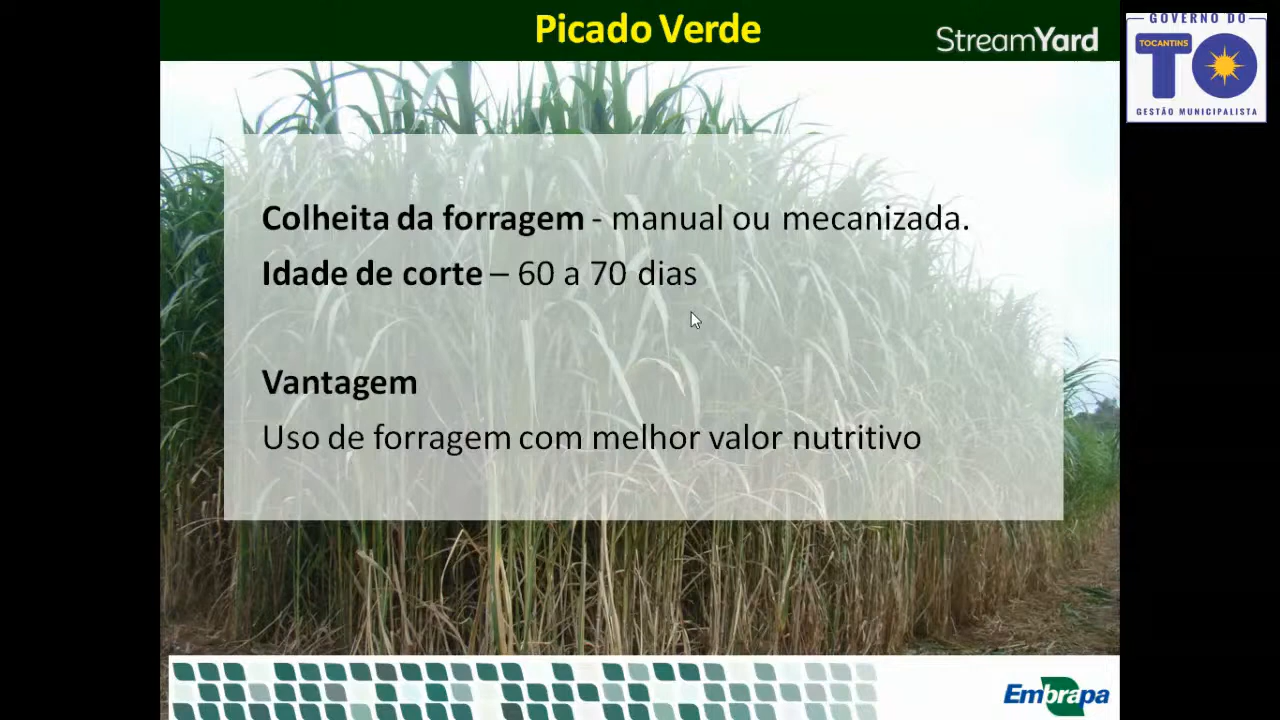 Picado Verde
StreamYard
GOVERNO DO
TOCANTINS
TO
GESTÃO MUNICIPALISTA
Colheita da forragem - manual ou mecanizada.
Idade de corte – 60 a 70 dias
Vantagem
Uso de forragem com melhor valor nutritivo
Embrapa